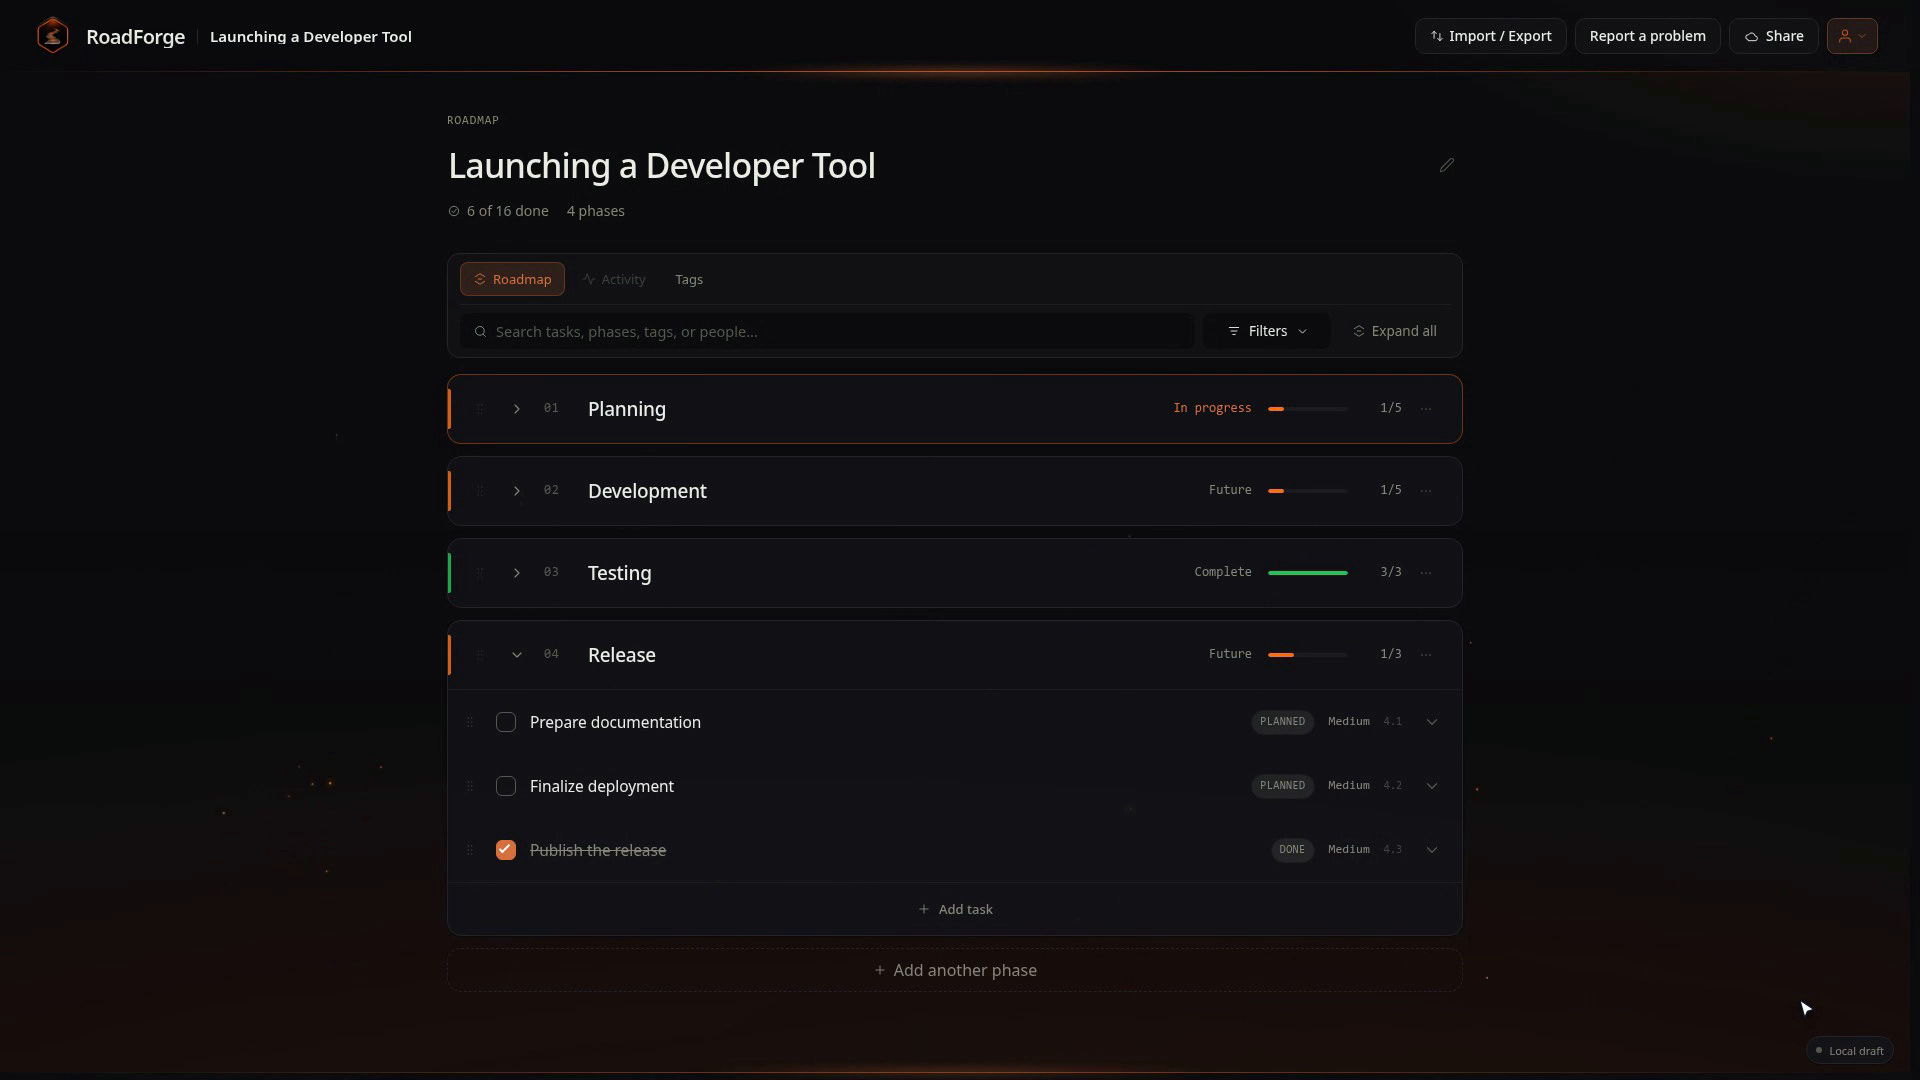 RoadForge
Launching a Developer Tool
Import / Export
Report a problem
Share
ROADMAP
Launching a Developer Tool
6 of 16 done 4 phases
Roadmap Activity Tags
Search tasks, phases, tags, or people...
Filters
Expand all
01 Planning In progress 1/5
02 Development Future 1/5
03 Testing Complete 3/3
04 Release Future 1/3
Prepare documentation PLANNED Medium 4.1
Finalize deployment PLANNED Medium 4.2
Publish the release DONE Medium 4.3
+ Add task
+ Add another phase
Local draft